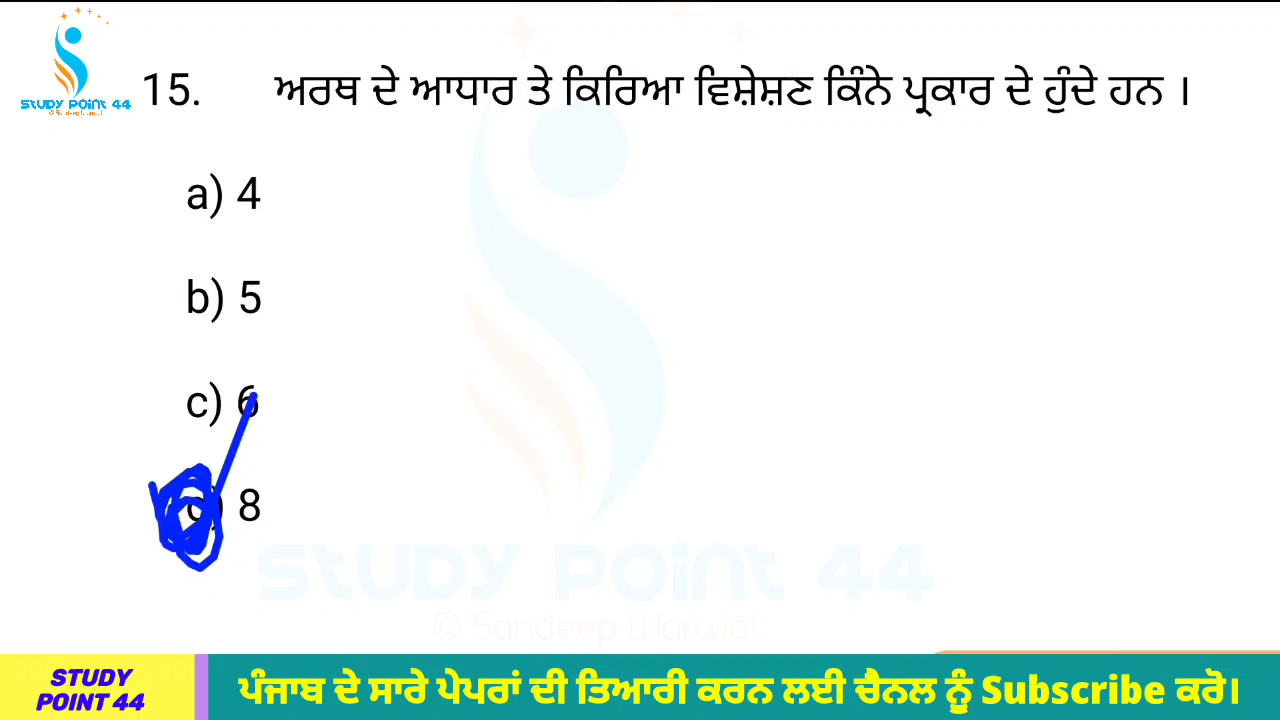 STUDY POINT 44
15. ਅਰਥ ਦੇ ਆਧਾਰ ਤੇ ਕਿਰਿਆ ਵਿਸ਼ੇਸ਼ਣ ਕਿੰਨੇ ਪ੍ਰਕਾਰ ਦੇ ਹੁੰਦੇ ਹਨ ।
a) 4
b) 5
c) 6
d) 8
STUDY POINT 44
© Sandeep Warwal
STUDY
POINT 44
ਪੰਜਾਬ ਦੇ ਸਾਰੇ ਪੇਪਰਾਂ ਦੀ ਤਿਆਰੀ ਕਰਨ ਲਈ ਚੈਨਲ ਨੂੰ Subscribe ਕਰੋ।